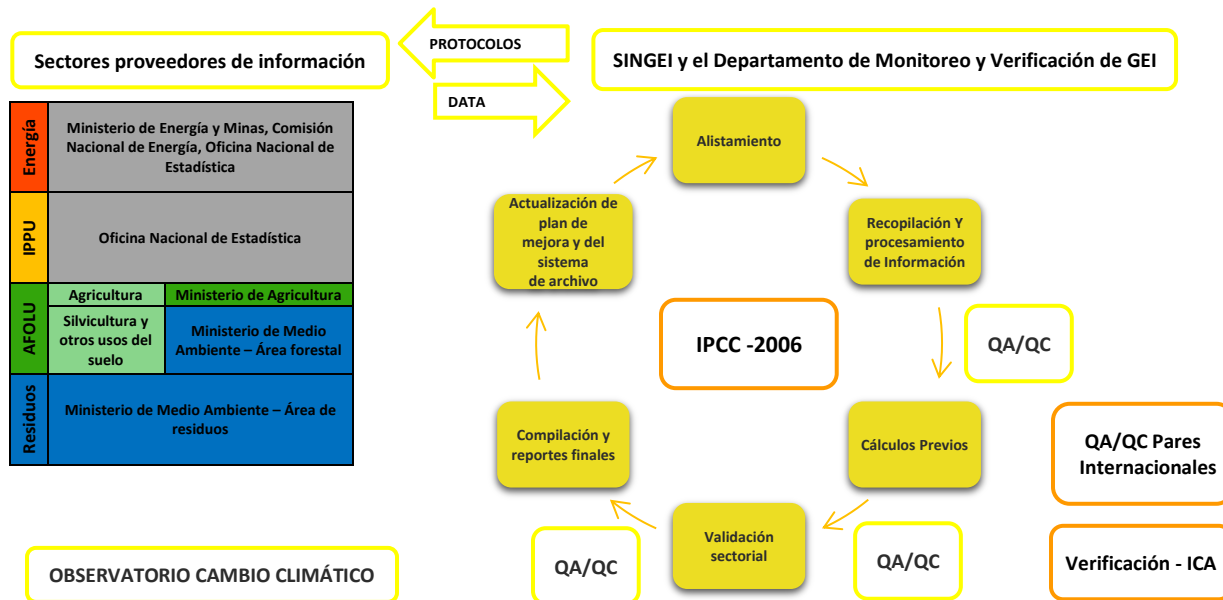 PROTOCOLOS
Sectores proveedores de información
SINGEI y el Departamento de Monitoreo y Verificación de GEI
DATA
Energía
Ministerio de Energía y Minas, Comisión
Nacional de Energía, Oficina Nacional de
Estadística
IPPU
Oficina Nacional de Estadística
AFOLU
Agricultura
Ministerio de Agricultura
Silvicultura y
otros usos del
suelo
Ministerio de Medio
Ambiente – Área forestal
Residuos
Ministerio de Medio Ambiente – Área de
residuos
Alistamiento
Recopilación Y
procesamiento
de Información
QA/QC
Cálculos Previos
QA/QC
Validación
sectorial
QA/QC
Compilación y
reportes finales
Actualización de
plan de
mejora y del
sistema
de archivo
IPCC -2006
QA/QC Pares
Internacionales
Verificación - ICA
OBSERVATORIO CAMBIO CLIMÁTICO